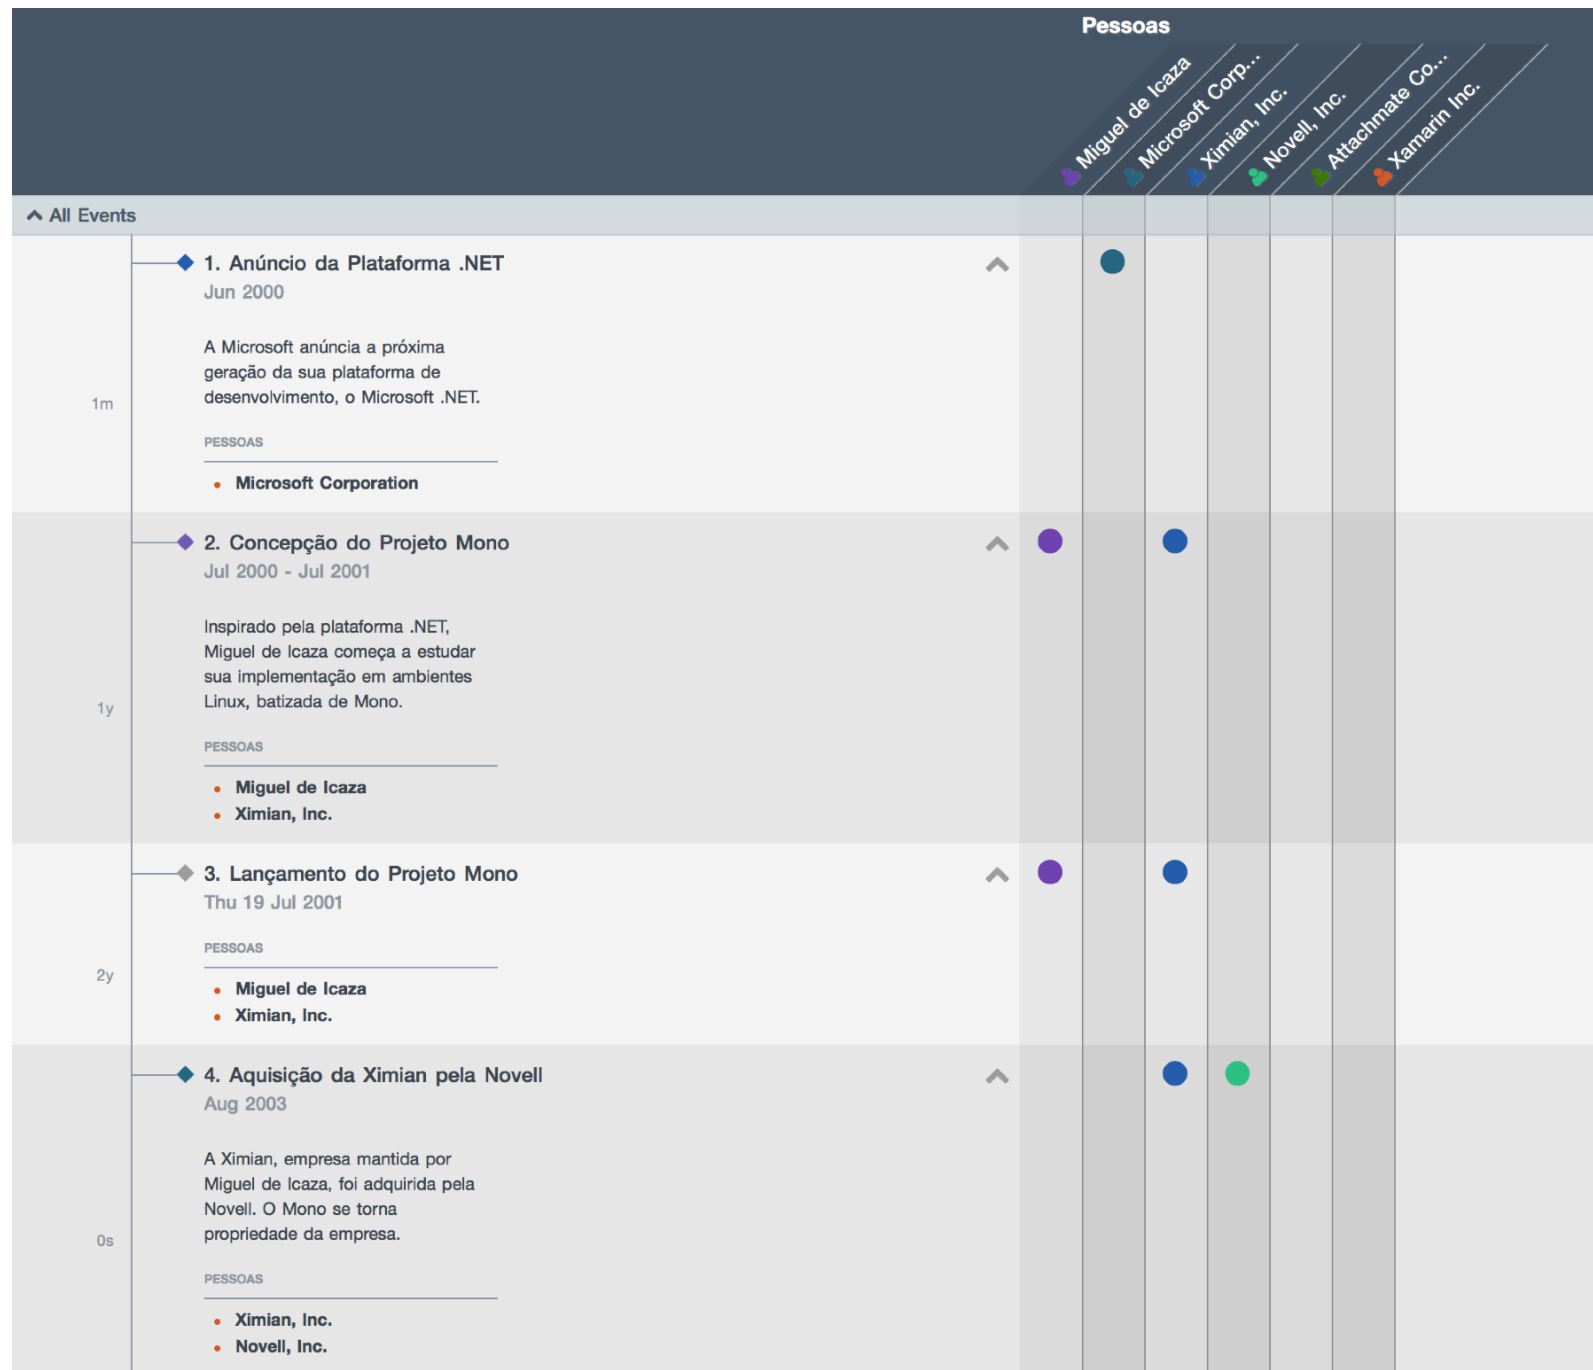 Pessoas
Miguel de Icaza
Microsoft Corp...
Ximian, Inc.
Novell, Inc.
Attachmate Co...
Xamarin Inc.
All Events
1. Anúncio da Plataforma .NET
Jun 2000
A Microsoft anúncia a próxima
geração da sua plataforma de
desenvolvimento, o Microsoft .NET.
1m
PESSOAS
Microsoft Corporation
2. Concepção do Projeto Mono
Jul 2000 - Jul 2001
Inspirado pela plataforma .NET,
Miguel de Icaza começa a estudar
sua implementação em ambientes
Linux, batizada de Mono.
1y
PESSOAS
Miguel de Icaza
Ximian, Inc.
3. Lançamento do Projeto Mono
Thu 19 Jul 2001
PESSOAS
2y
Miguel de Icaza
Ximian, Inc.
4. Aquisição da Ximian pela Novell
Aug 2003
A Ximian, empresa mantida por
Miguel de Icaza, foi adquirida pela
Novell. O Mono se torna
propriedade da empresa.
0s
PESSOAS
Ximian, Inc.
Novell, Inc.